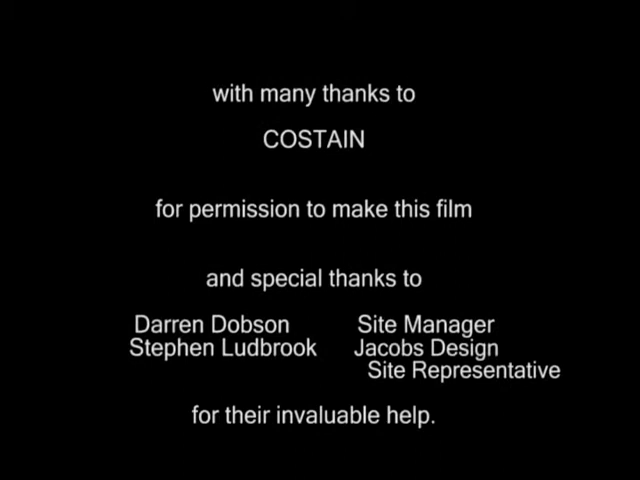 with many thanks to
COSTAIN
for permission to make this film
and special thanks to
Darren Dobson Site Manager
Stephen Ludbrook Jacobs Design
Site Representative
for their invaluable help.